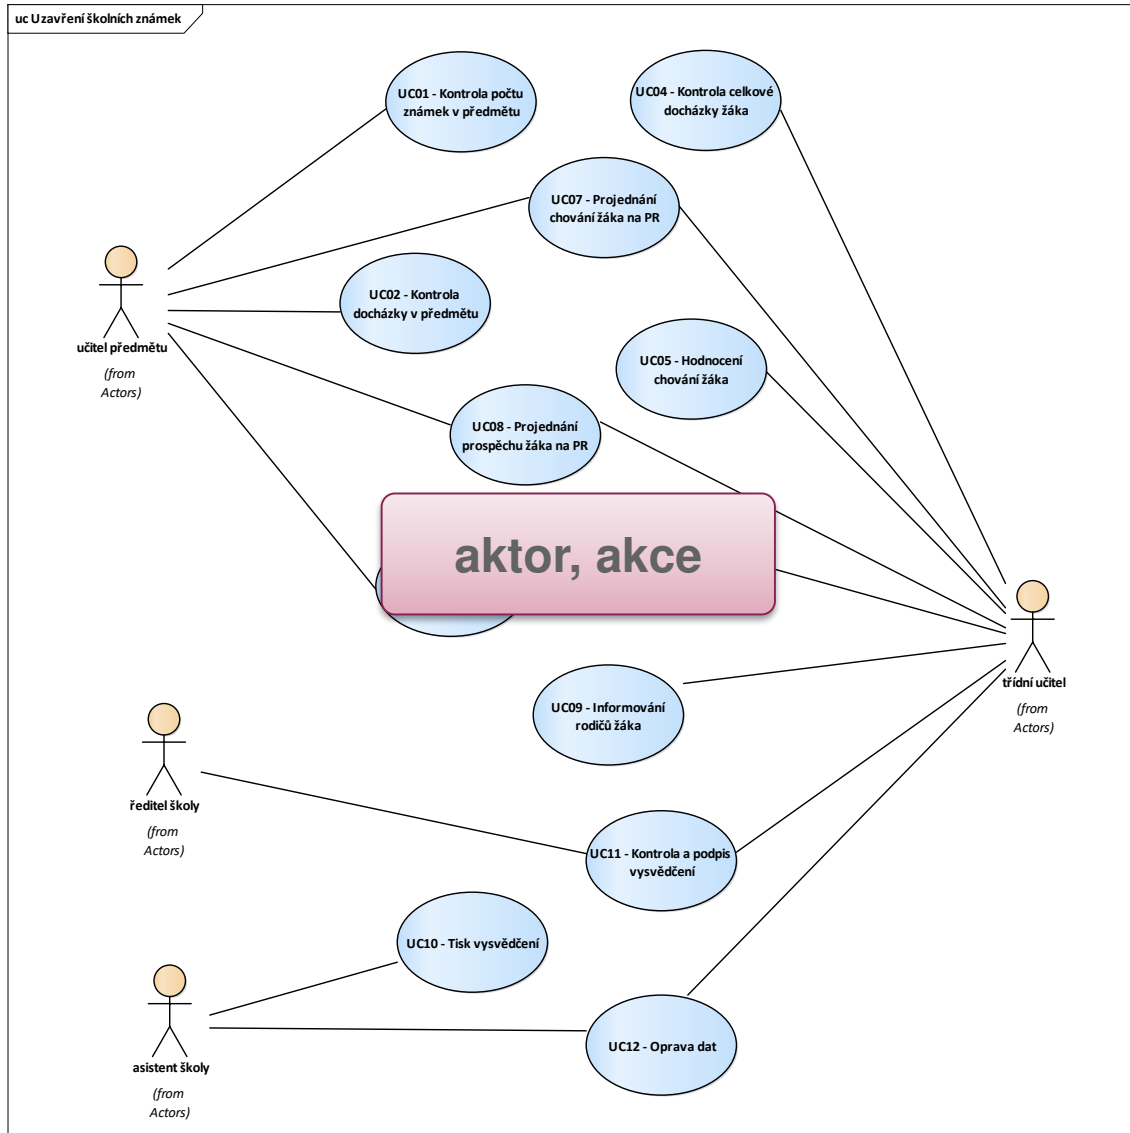 uc Uzavření školních známek
UC01 - Kontrola počtu
známek v předmětu
UC04 - Kontrola celkové
docházky žáka
UC07 - Projednání
chování žáka na PR
UC02 - Kontrola
docházky v předmětu
učitel předmětu
(from
Actors)
UC05 - Hodnocení
chování žáka
UC08 - Projednání
prospěchu žáka na PR
aktor, akce
třídní učitel
(from
Actors)
UC09 - Informování
rodičů žáka
ředitel školy
(from
Actors)
UC11 - Kontrola a podpis
vysvědčení
UC10 - Tisk vysvědčení
asistent školy
(from
Actors)
UC12 - Oprava dat